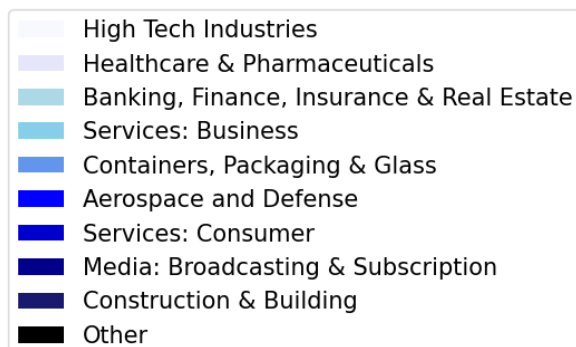 High Tech Industries
Healthcare & Pharmaceuticals
Banking, Finance, Insurance & Real Estate
Services: Business
Containers, Packaging & Glass
Aerospace and Defense
Services: Consumer
Media: Broadcasting & Subscription
Construction & Building
Other